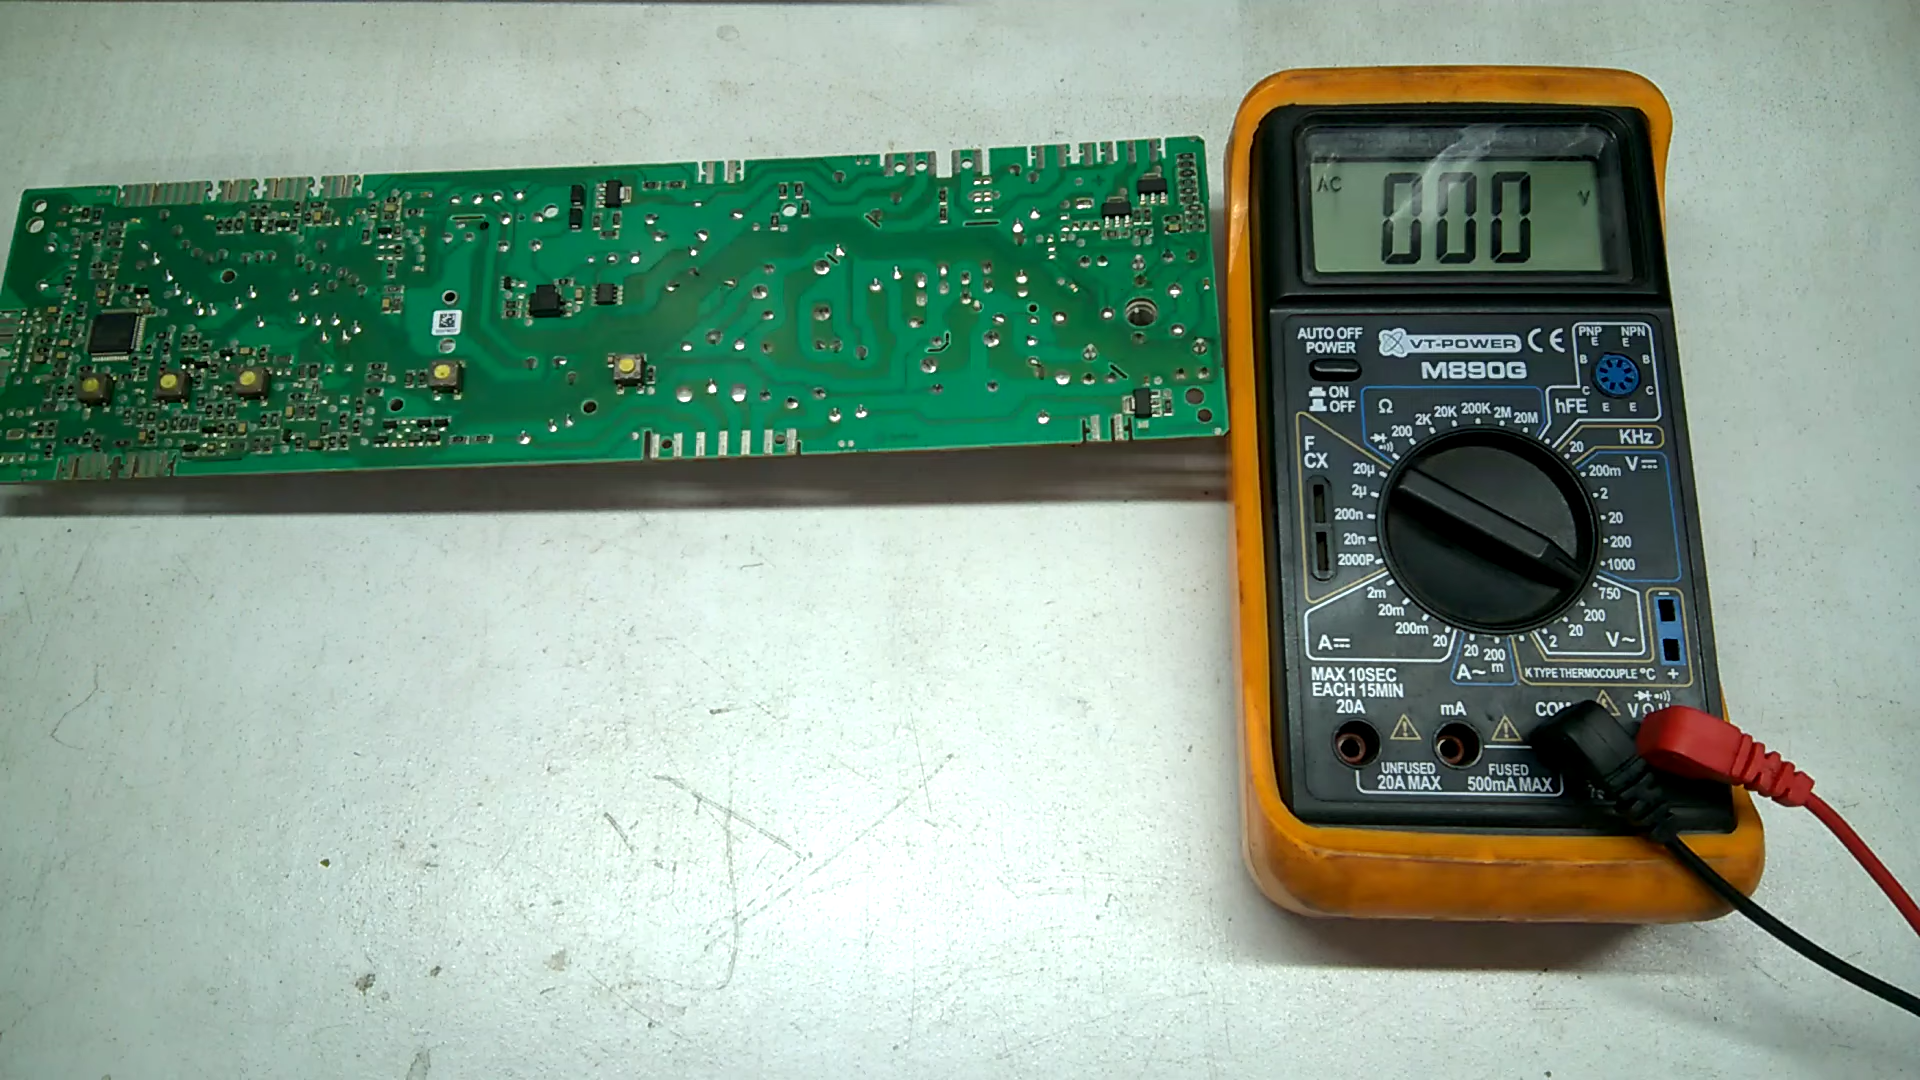 AC
000
V
AUTO OFF
POWER
VT-POWER
CE
M890G
ON
OFF
PNP
NPN
E
E
B
B
C
C
E
E
hFE
Ω
200
2K
20K
200K
2M
20M
20
KHz
F
CX
20µ
2µ
200n
20n
2000P
200m
V
2
20
200
1000
750
200
20
2
V~
2m
20m
200m
20
A
20
200
m
A~
K TYPE THERMOCOUPLE °C
+
MAX 10SEC
EACH 15MIN
20A
mA
COM
V Ω
UNFUSED
20A MAX
FUSED
500mA MAX